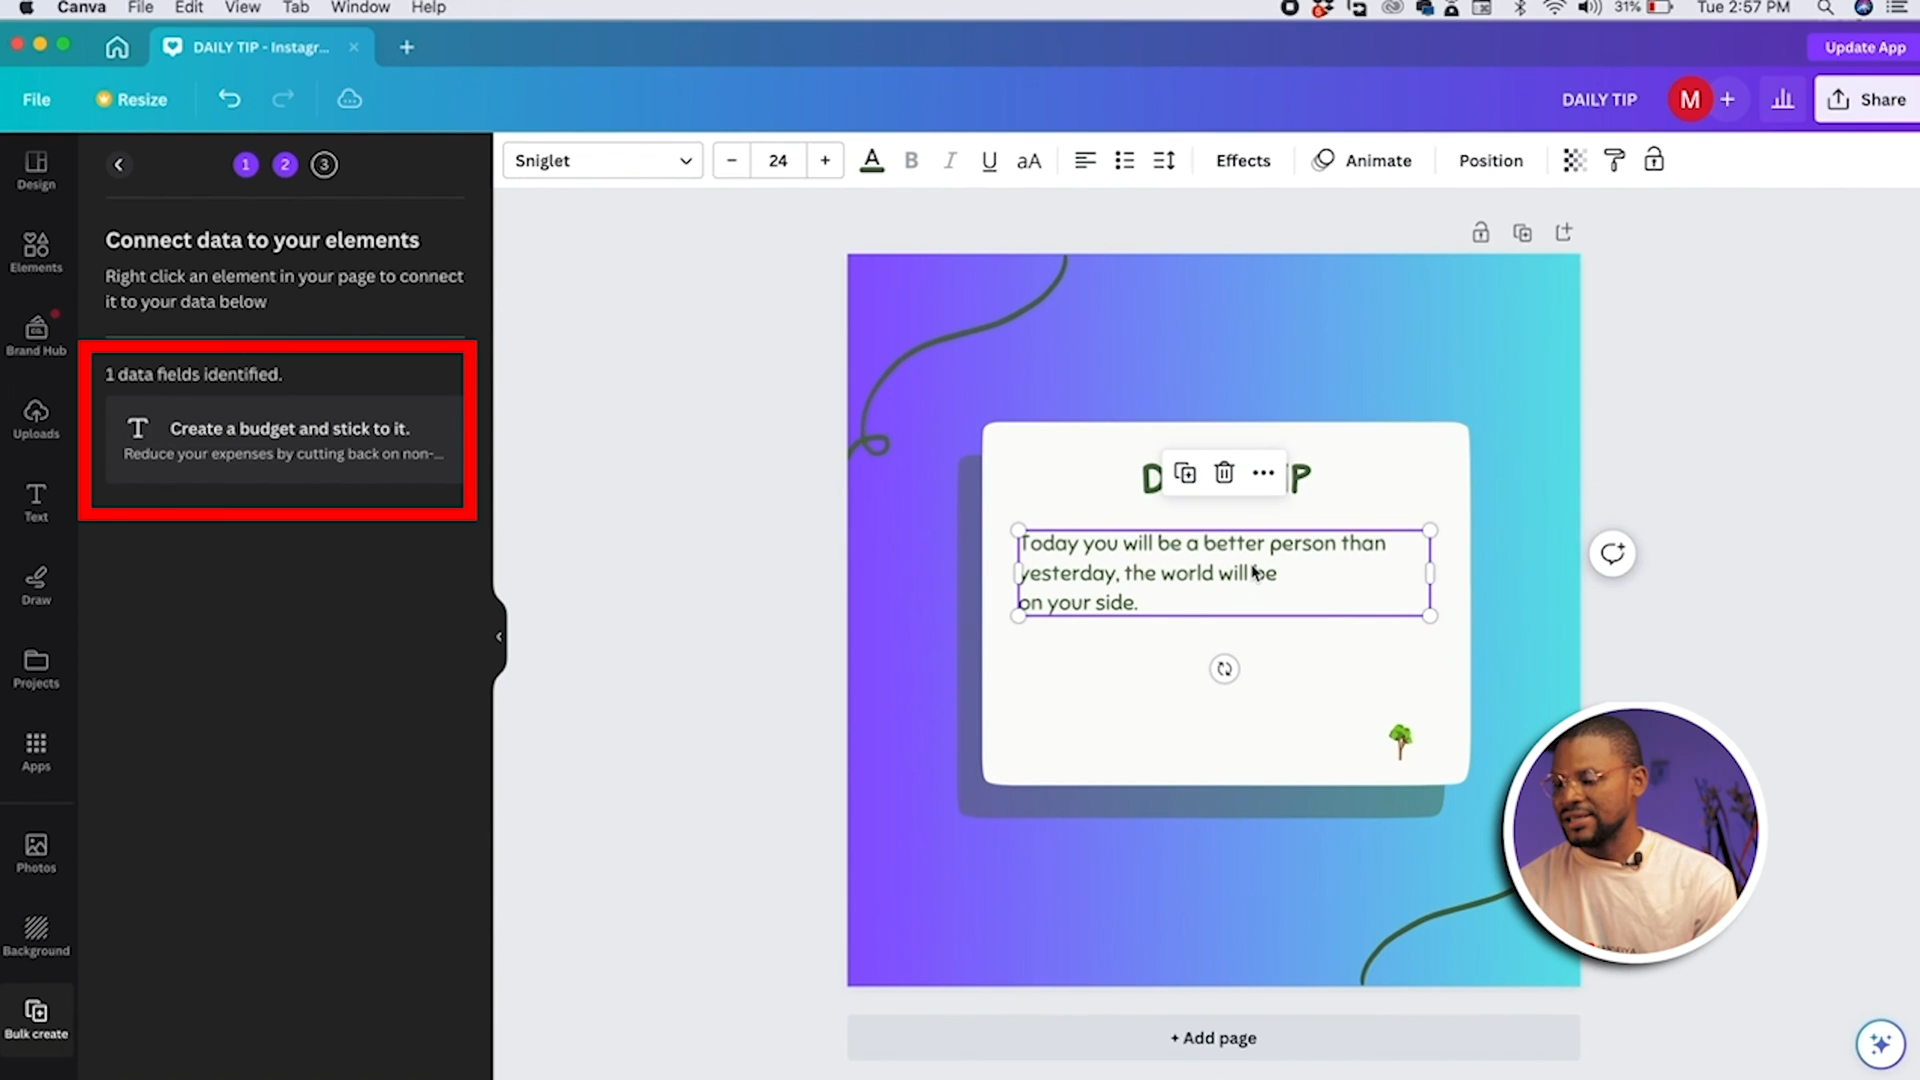 Canva File Edit View Tab Window Help 31% Tue 2:57 PM
DAILY TIP - Instagr... Update App
File Resize DAILY TIP M Share
1 2 3
Sniglet 24 A B I U aA Effects Animate Position
Design
Elements
Brand Hub
Uploads
Text
Draw
Projects
Apps
Photos
Background
Bulk create
Connect data to your elements
Right click an element in your page to connect
it to your data below
1 data fields identified.
T Create a budget and stick to it.
Reduce your expenses by cutting back on non-...
D P
Today you will be a better person than
yesterday, the world will be
on your side.
+ Add page